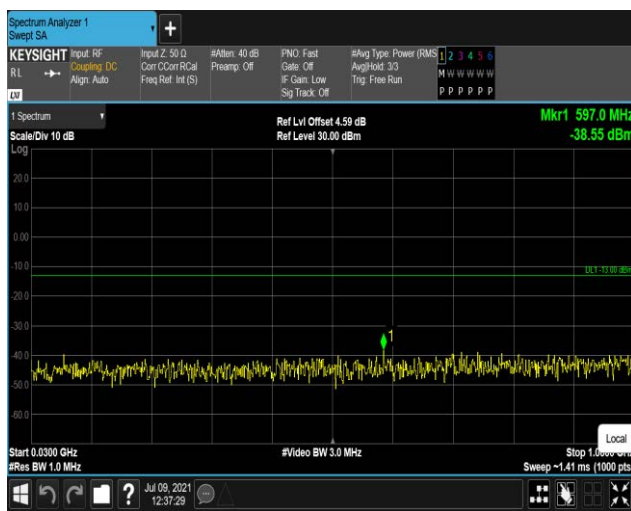 Spectrum Analyzer 1
Swept SA
+
KEYSIGHT
RL
LXI
Input: RF
Coupling: DC
Align: Auto
Input Z: 50 Ω
Corr CCorr RCal
Freq Ref: Int (S)
#Atten: 40 dB
Preamp: Off
PNO: Fast
Gate: Off
IF Gain: Low
Sig Track: Off
#Avg Type: Power (RMS
Avg|Hold: 3/3
Trig: Free Run
1 2 3 4 5 6
M W W W W W
P P P P P P
1 Spectrum
Scale/Div 10 dB
Ref Lvl Offset 4.59 dB
Ref Level 30.00 dBm
Mkr1 597.0 MHz
-38.55 dBm
Log
20.0
10.0
0.00
-10.0
DL1 -13.00 dBm
-20.0
-30.0
1
-40.0
-50.0
-60.0
Local
Start 0.0300 GHz
#Video BW 3.0 MHz
#Res BW 1.0 MHz
Sweep ~1.41 ms (1000 pts
?
Jul 09, 2021
12:37:29